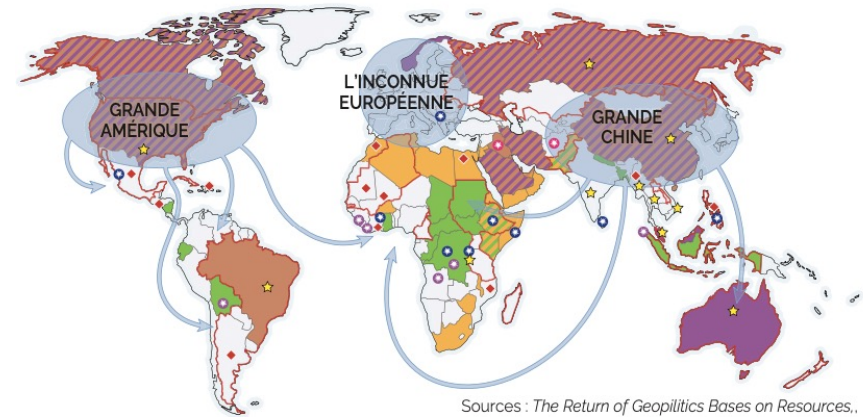 GRANDE
AMÉRIQUE
L'INCONNUE
EUROPÉENNE
GRANDE
CHINE
Sources : The Return of Geopilitics Bases on Resources,,